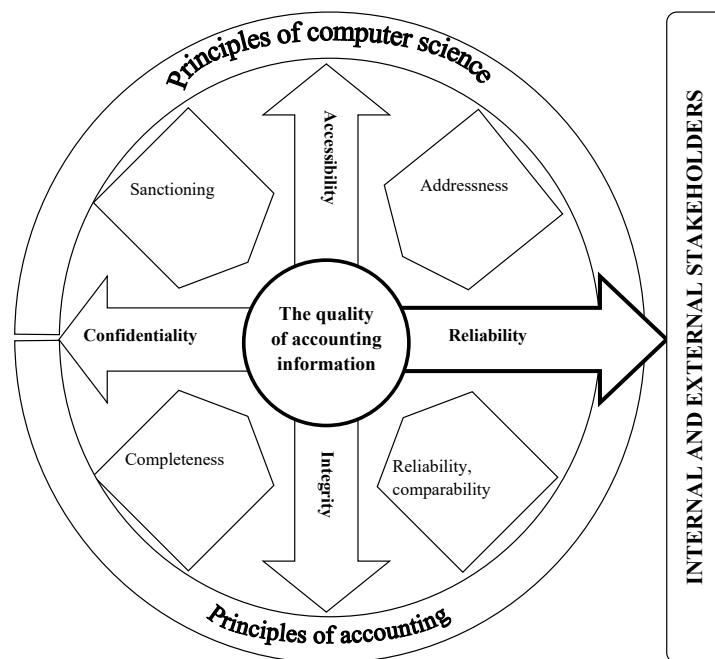 Principles of computer science
Accessibility
Sanctioning
Addressness
Confidentiality
The quality
of accounting
information
Reliability
Completeness
Integrity
Reliability,
comparability
Principles of accounting
INTERNAL AND EXTERNAL STAKEHOLDERS